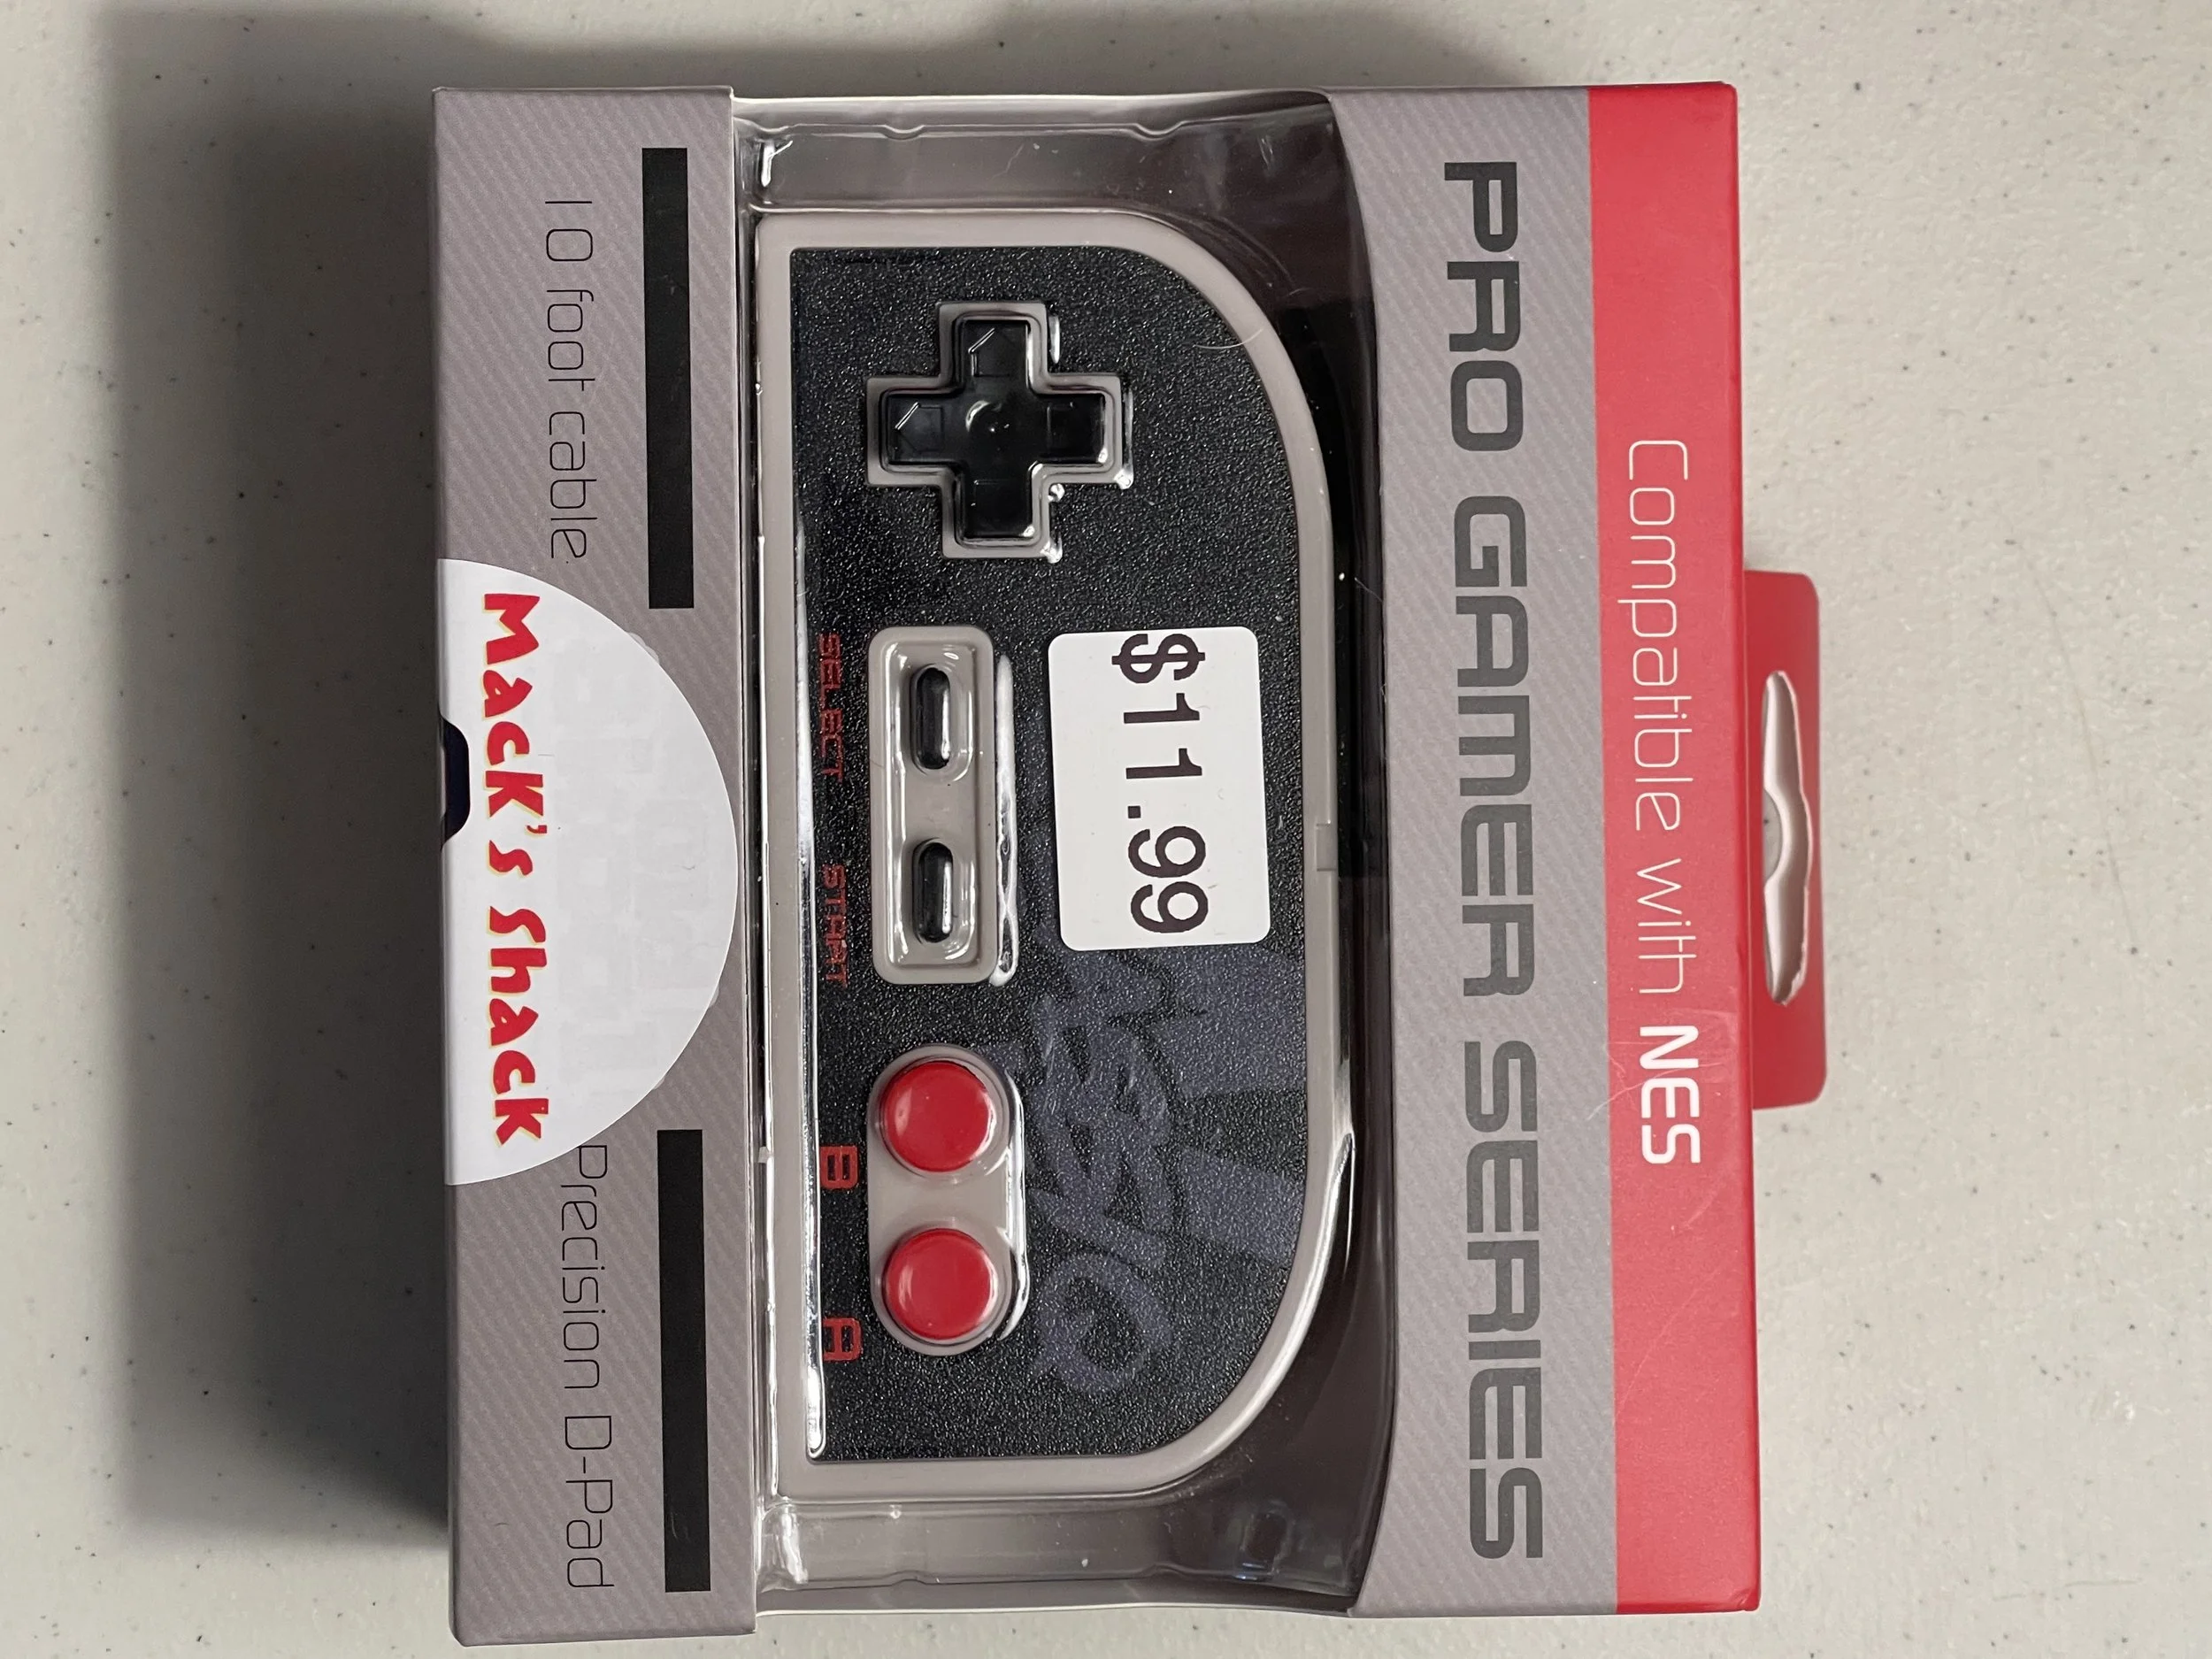 Compatible with NES
PRO GAMER SERIES
$11.99
SELECT START
B A
10 foot cable
Precision D-Pad
Mack's Shack